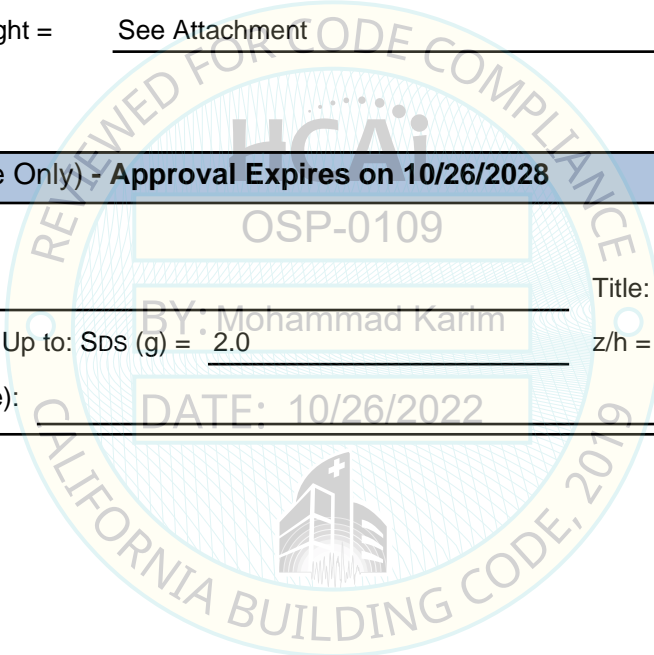 ght = See Attachment
REVIEWED FOR CODE COMPLIANCE
HCAi
e Only) - Approval Expires on 10/26/2028
OSP-0109
Title:
BY: Mohammad Karim
Up to: SDS (g) = 2.0 z/h =
e):
DATE: 10/26/2022
CALIFORNIA BUILDING CODE, 2019